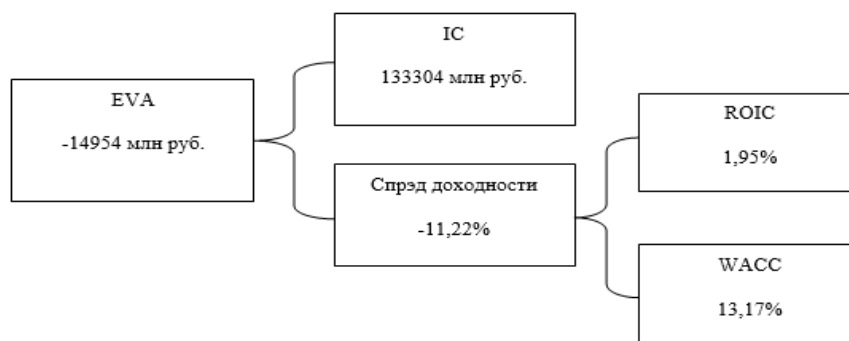 IC
133304 млн руб.
EVA
-14954 млн руб.
ROIC
1,95%
Спрэд доходности
-11,22%
WACC
13,17%